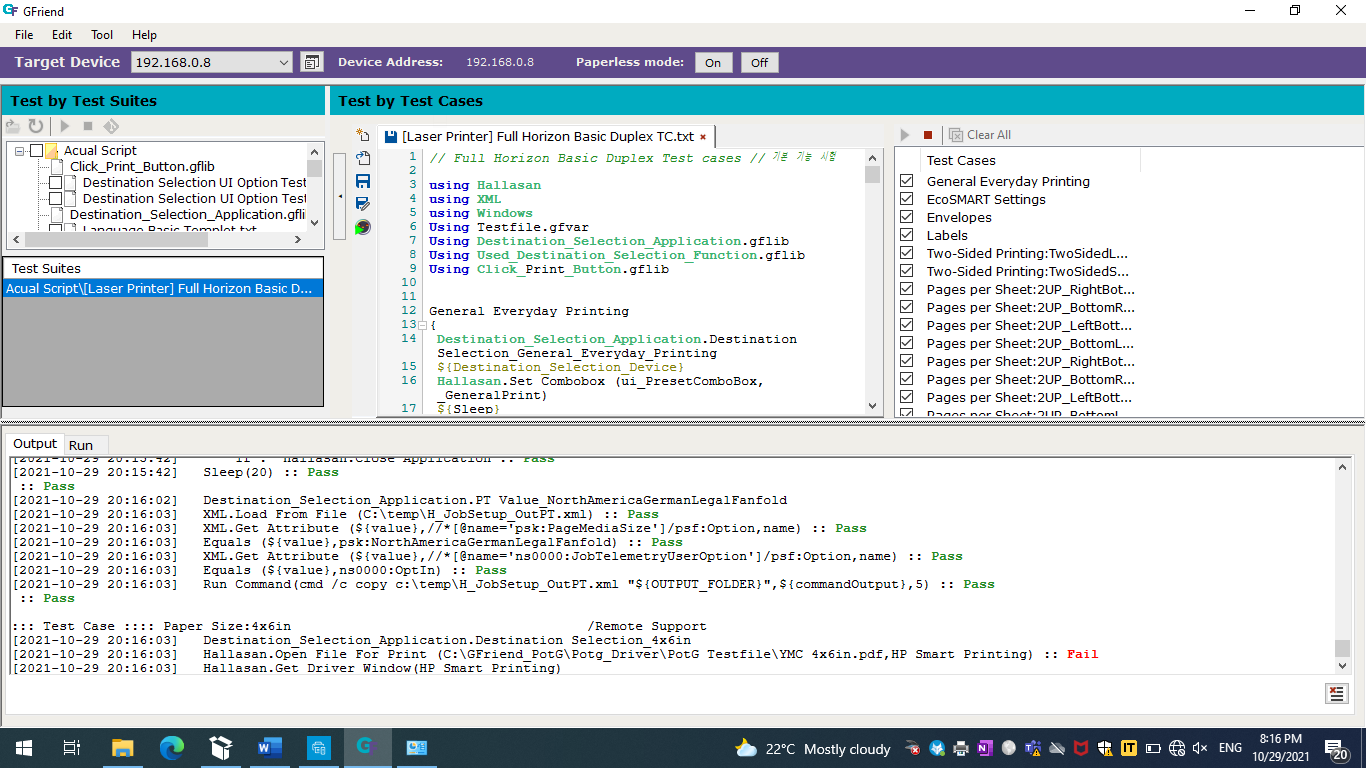 GFriend
File Edit Tool Help
Target Device 192.168.0.8 Device Address: 192.168.0.8 Paperless mode: On Off
Test by Test Suites
Acual Script
Click_Print_Button.gflib
Destination Selection UI Option Test
Destination Selection UI Option Test
Destination_Selection_Application.gfli
Language Basic Templet.txt
Test Suites
Acual Script\[Laser Printer] Full Horizon Basic D...
Test by Test Cases
[Laser Printer] Full Horizon Basic Duplex TC.txt ×
1 // Full Horizon Basic Duplex Test cases // 기본 기능 시험
2
3 using Hallasan
4 using XML
5 using Windows
6 Using Testfile.gfvar
7 Using Destination_Selection_Application.gflib
8 Using Used_Destination_Selection_Function.gflib
9 Using Click_Print_Button.gflib
10
11
12 General Everyday Printing
13 {
14 Destination_Selection_Application.Destination
Selection_General_Everyday_Printing
15 ${Destination_Selection_Device}
16 Hallasan.Set Combobox (ui_PresetComboBox,
_GeneralPrint)
17 ${Sleep}
Clear All
Test Cases
General Everyday Printing
EcoSMART Settings
Envelopes
Labels
Two-Sided Printing:TwoSidedL...
Two-Sided Printing:TwoSidedS...
Pages per Sheet:2UP_RightBot...
Pages per Sheet:2UP_BottomR...
Pages per Sheet:2UP_LeftBott...
Pages per Sheet:2UP_BottomL...
Pages per Sheet:2UP_RightBot...
Pages per Sheet:2UP_BottomR...
Pages per Sheet:2UP_LeftBott...
Pages per Sheet:2UP_BottomL...
Output Run
[2021-10-29 20:15:42] if : Hallasan.Close Application :: Pass
[2021-10-29 20:15:42] Sleep(20) :: Pass
:: Pass
[2021-10-29 20:16:02] Destination_Selection_Application.PT Value_NorthAmericaGermanLegalFanfold
[2021-10-29 20:16:03] XML.Load From File (C:\temp\H_JobSetup_OutPT.xml) :: Pass
[2021-10-29 20:16:03] XML.Get Attribute (${value},//*[@name='psk:PageMediaSize']/psf:Option,name) :: Pass
[2021-10-29 20:16:03] Equals (${value},psk:NorthAmericaGermanLegalFanfold) :: Pass
[2021-10-29 20:16:03] XML.Get Attribute (${value},//*[@name='ns0000:JobTelemetryUserOption']/psf:Option,name) :: Pass
[2021-10-29 20:16:03] Equals (${value},ns0000:OptIn) :: Pass
[2021-10-29 20:16:03] Run Command(cmd /c copy c:\temp\H_JobSetup_OutPT.xml "${OUTPUT_FOLDER}",${commandOutput},5) :: Pass
:: Pass
::: Test Case :::: Paper Size:4x6in /Remote Support
[2021-10-29 20:16:03] Destination_Selection_Application.Destination Selection_4x6in
[2021-10-29 20:16:03] Hallasan.Open File For Print (C:\GFriend_PotG\Potg_Driver\PotG Testfile\YMC 4x6in.pdf,HP Smart Printing) :: Fail
[2021-10-29 20:16:03] Hallasan.Get Driver Window(HP Smart Printing)
22°C Mostly cloudy ENG 8:16 PM
10/29/2021
20